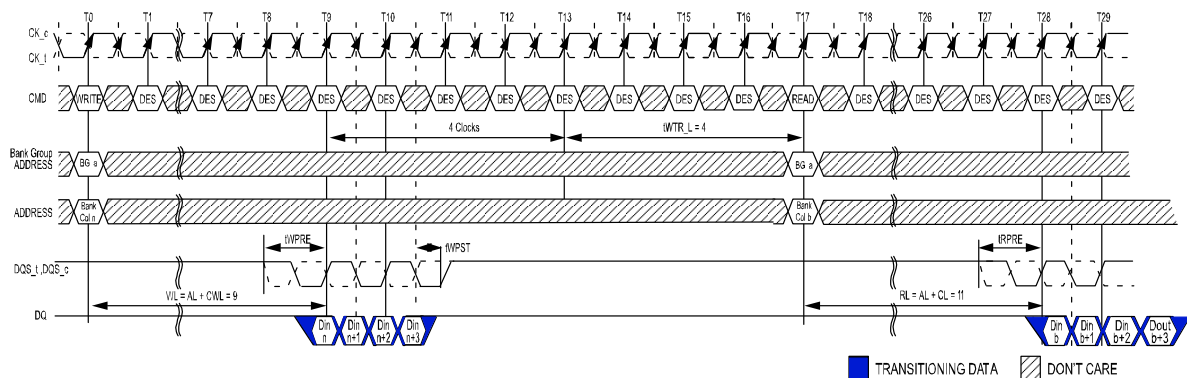 T0 T1 T7 T8 T9 T10 T11 T12 T13 T14 T15 T16 T17 T18 T26 T27 T28 T29
CK_c
CK_t
CMD WRITE DES DES DES DES DES DES DES DES DES DES DES READ DES DES DES DES DES
4 Clocks tWTR_L = 4
Bank Group
ADDRESS BG a BG a
ADDRESS Bank Col n Bank Col b
tWPRE tWPST tRPRE
DQS_t ,DQS_c
WL = AL + CWL = 9 RL = AL + CL = 11
DQ Din n Din n+1 Din n+2 Din n+3 Din b Din b+1 Din b+2 Dout b+3
TRANSITIONING DATA DON'T CARE